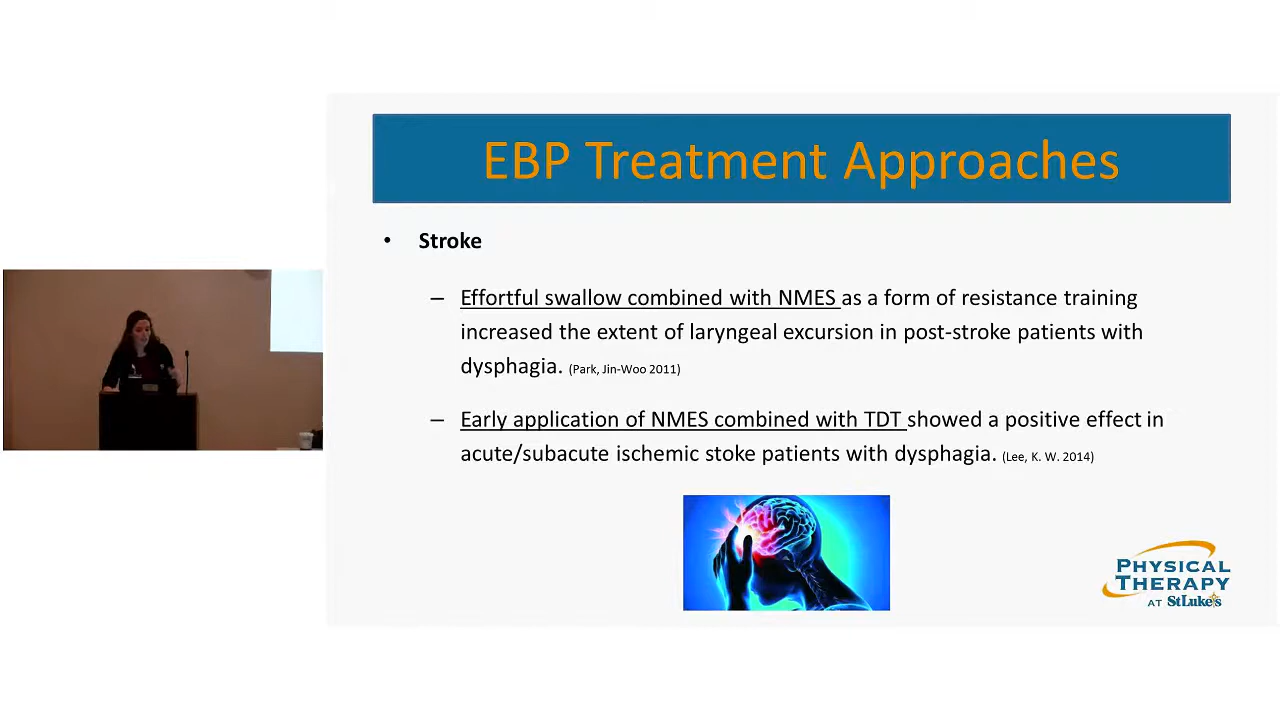 EBP Treatment Approaches
• Stroke
– Effortful swallow combined with NMES as a form of resistance training
increased the extent of laryngeal excursion in post-stroke patients with
dysphagia. (Park, Jin-Woo 2011)
– Early application of NMES combined with TDT showed a positive effect in
acute/subacute ischemic stoke patients with dysphagia. (Lee, K. W. 2014)
PHYSICAL
THERAPY
AT StLuke's